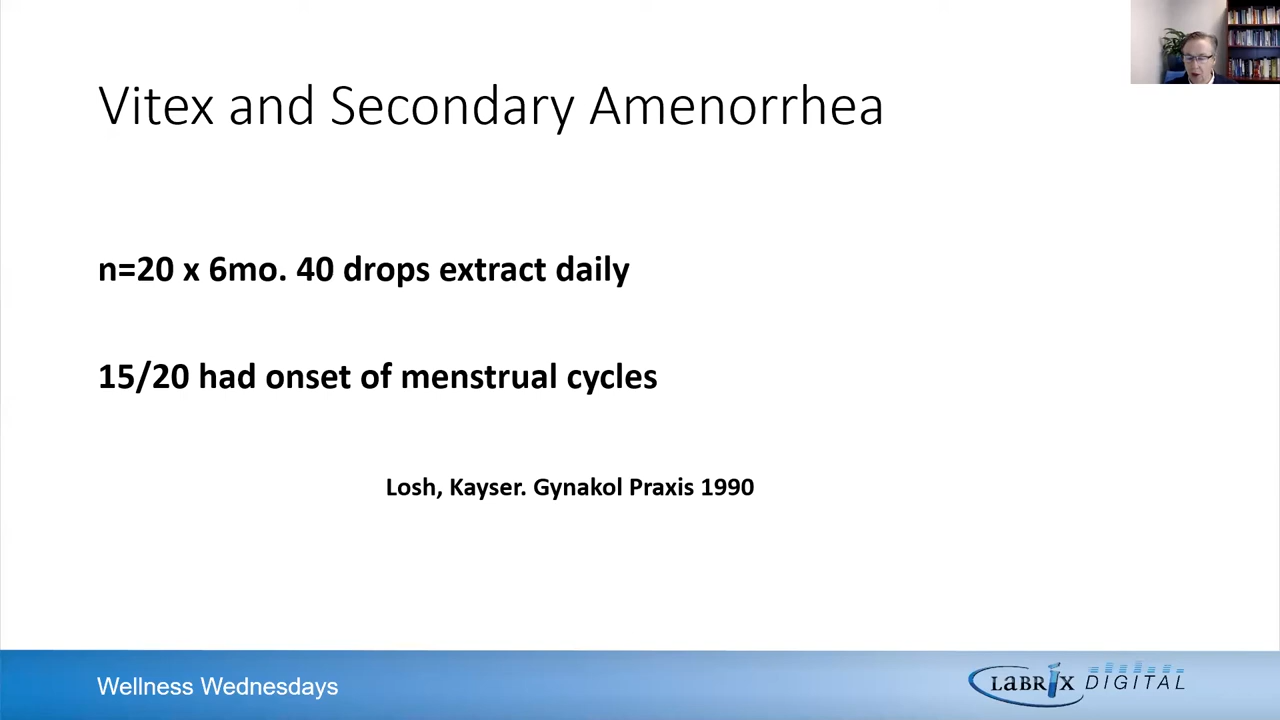 Vitex and Secondary Amenorrhea
n=20 x 6mo. 40 drops extract daily
15/20 had onset of menstrual cycles
Losh, Kayser. Gynakol Praxis 1990
Wellness Wednesdays
LABRIX DIGITAL